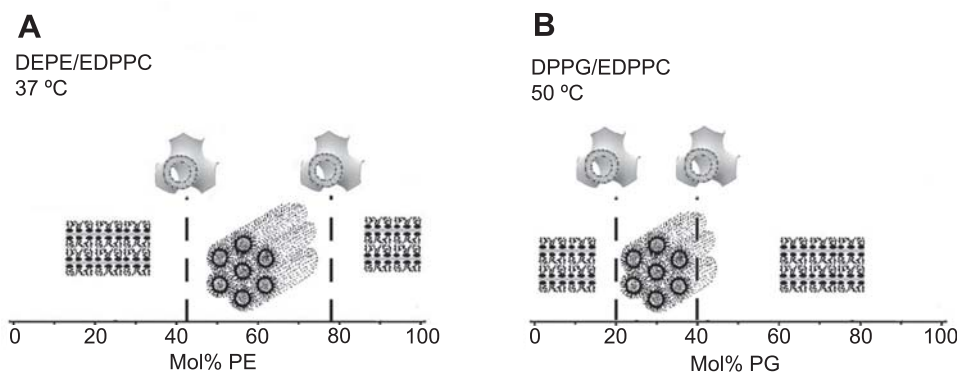 A
DEPE/EDPPC
37 ºC
0 20 40 60 80 100
Mol% PE
B
DPPG/EDPPC
50 ºC
0 20 40 60 80 100
Mol% PG